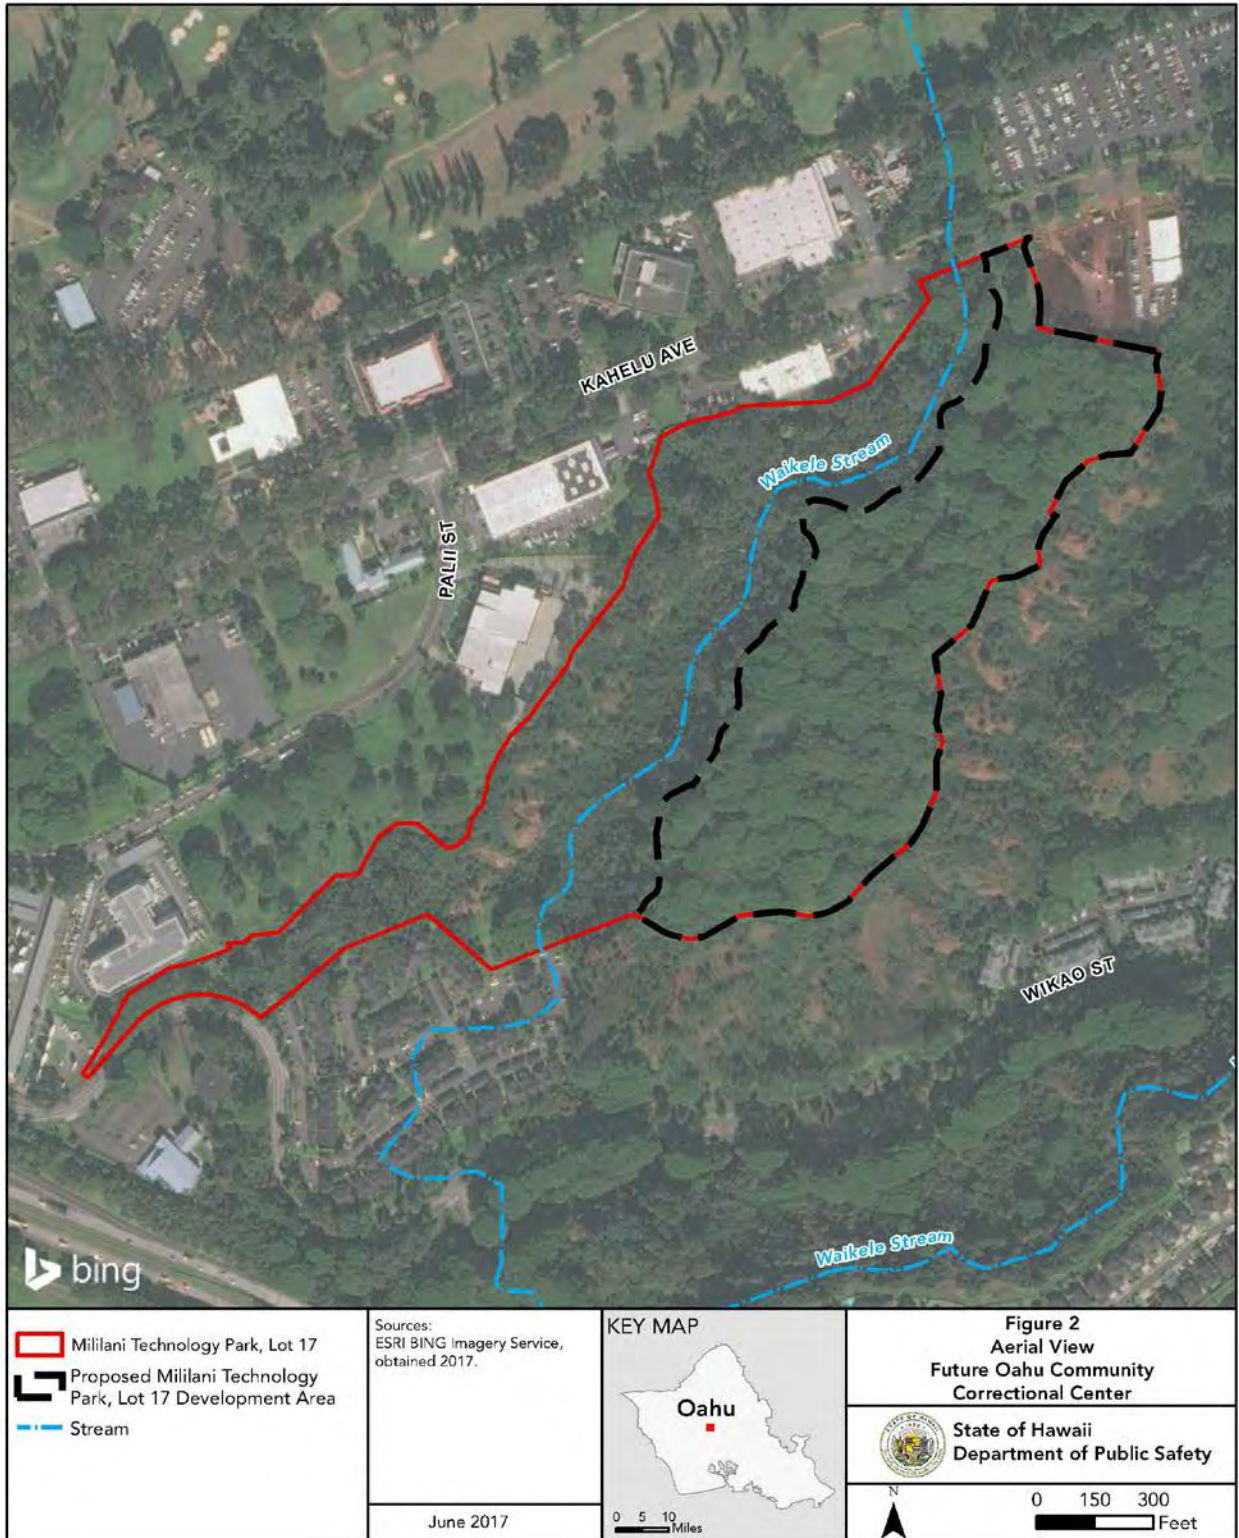 KAHELU AVE
Waikele Stream
PALII ST
WIKAO ST
Waikele Stream
bing
Mililani Technology Park, Lot 17
Proposed Mililani Technology
Park, Lot 17 Development Area
Stream
Sources:
ESRI BING Imagery Service,
obtained 2017.
June 2017
KEY MAP
Oahu
0 5 10
Miles
Figure 2
Aerial View
Future Oahu Community
Correctional Center
State of Hawaii
Department of Public Safety
N
0 150 300
Feet